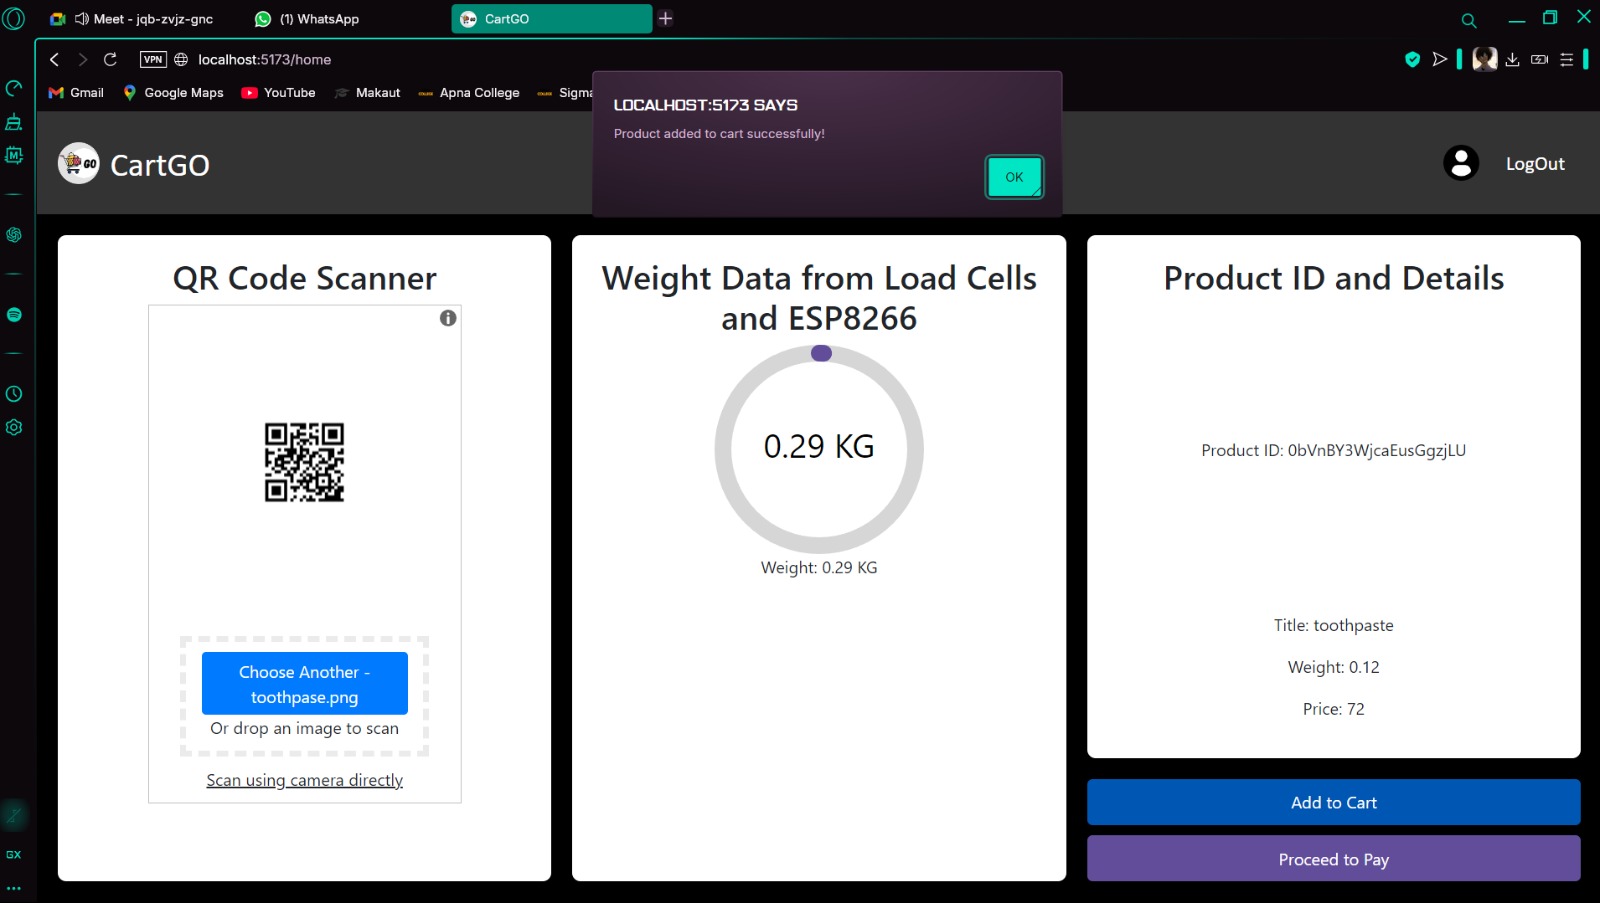 Meet - jqb-zvjz-gnc
(1) WhatsApp
CartGO
VPN
localhost:5173/home
Gmail
Google Maps
YouTube
Makaut
Apna College
Sigma
LOCALHOST:5173 SAYS
Product added to cart successfully!
OK
GO
CartGO
LogOut
QR Code Scanner
Choose Another -
toothpase.png
Or drop an image to scan
Scan using camera directly
Weight Data from Load Cells
and ESP8266
0.29 KG
Weight: 0.29 KG
Product ID and Details
Product ID: 0bVnBY3WjcaEusGgzjLU
Title: toothpaste
Weight: 0.12
Price: 72
Add to Cart
Proceed to Pay
M
GX